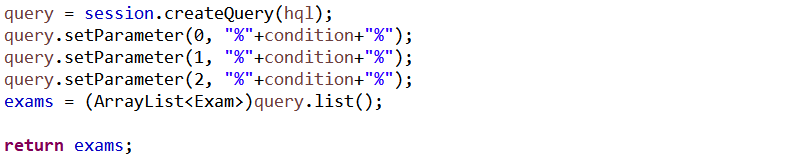 query = session.createQuery(hql);
query.setParameter(0, "%"+condition+"%");
query.setParameter(1, "%"+condition+"%");
query.setParameter(2, "%"+condition+"%");
exams = (ArrayList<Exam>)query.list();
return exams;